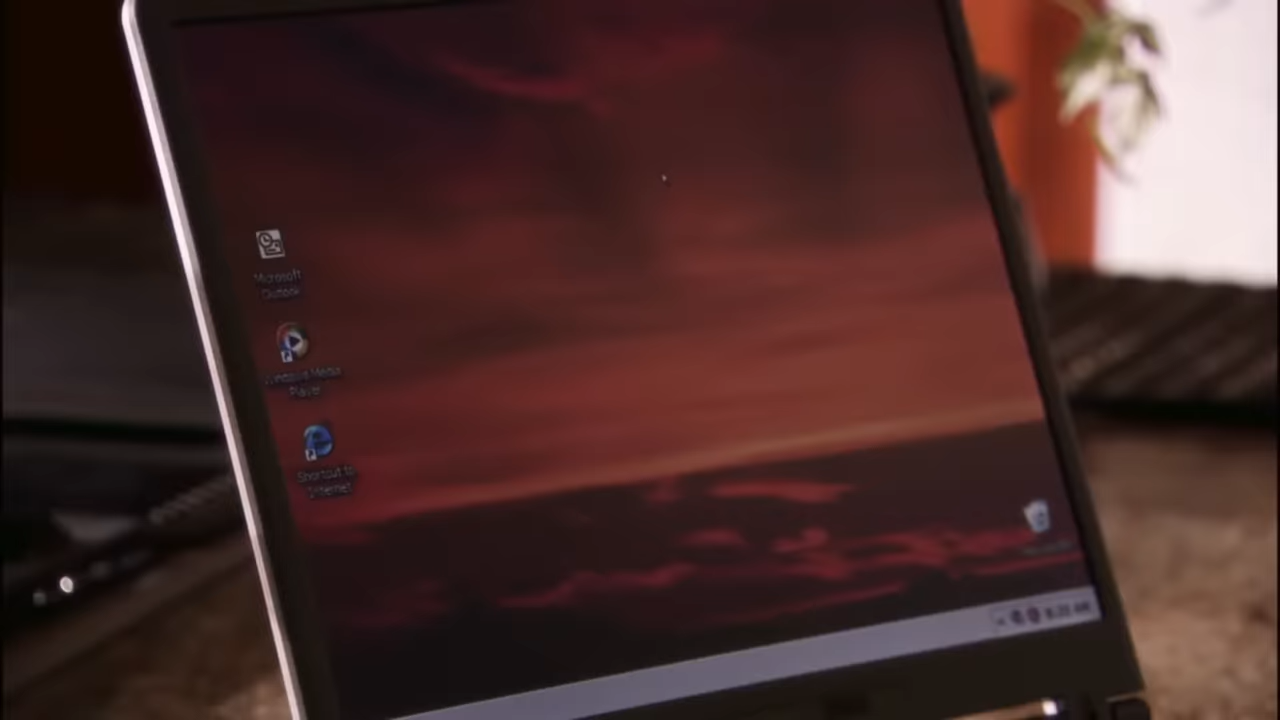 Microsoft
Outlook
Windows Media
Player
Shortcut to
Internet